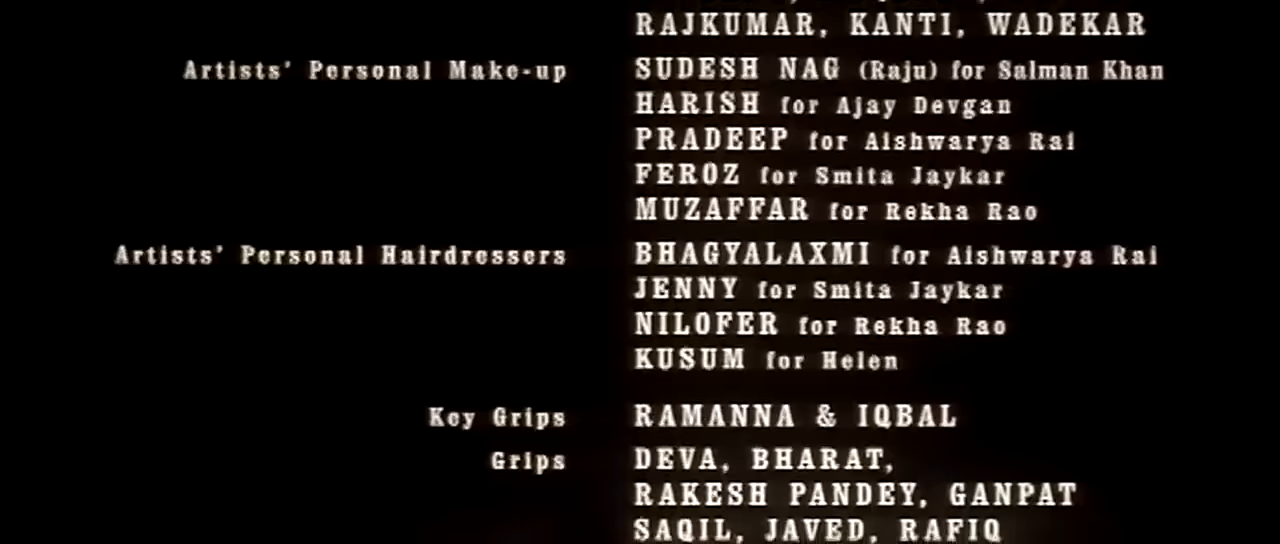 RAJKUMAR, KANTI, WADEKAR
Artists' Personal Make-up SUDESH NAG (Raju) for Salman Khan
HARISH for Ajay Devgan
PRADEEP for Aishwarya Rai
FEROZ for Smita Jaykar
MUZAFFAR for Rekha Rao
Artists' Personal Hairdressers BHAGYALAXMI for Aishwarya Rai
JENNY for Smita Jaykar
NILOFER for Rekha Rao
KUSUM for Helen
Key Grips RAMANNA & IQBAL
Grips DEVA, BHARAT,
RAKESH PANDEY, GANPAT
SAQIL, JAVED, RAFIQ